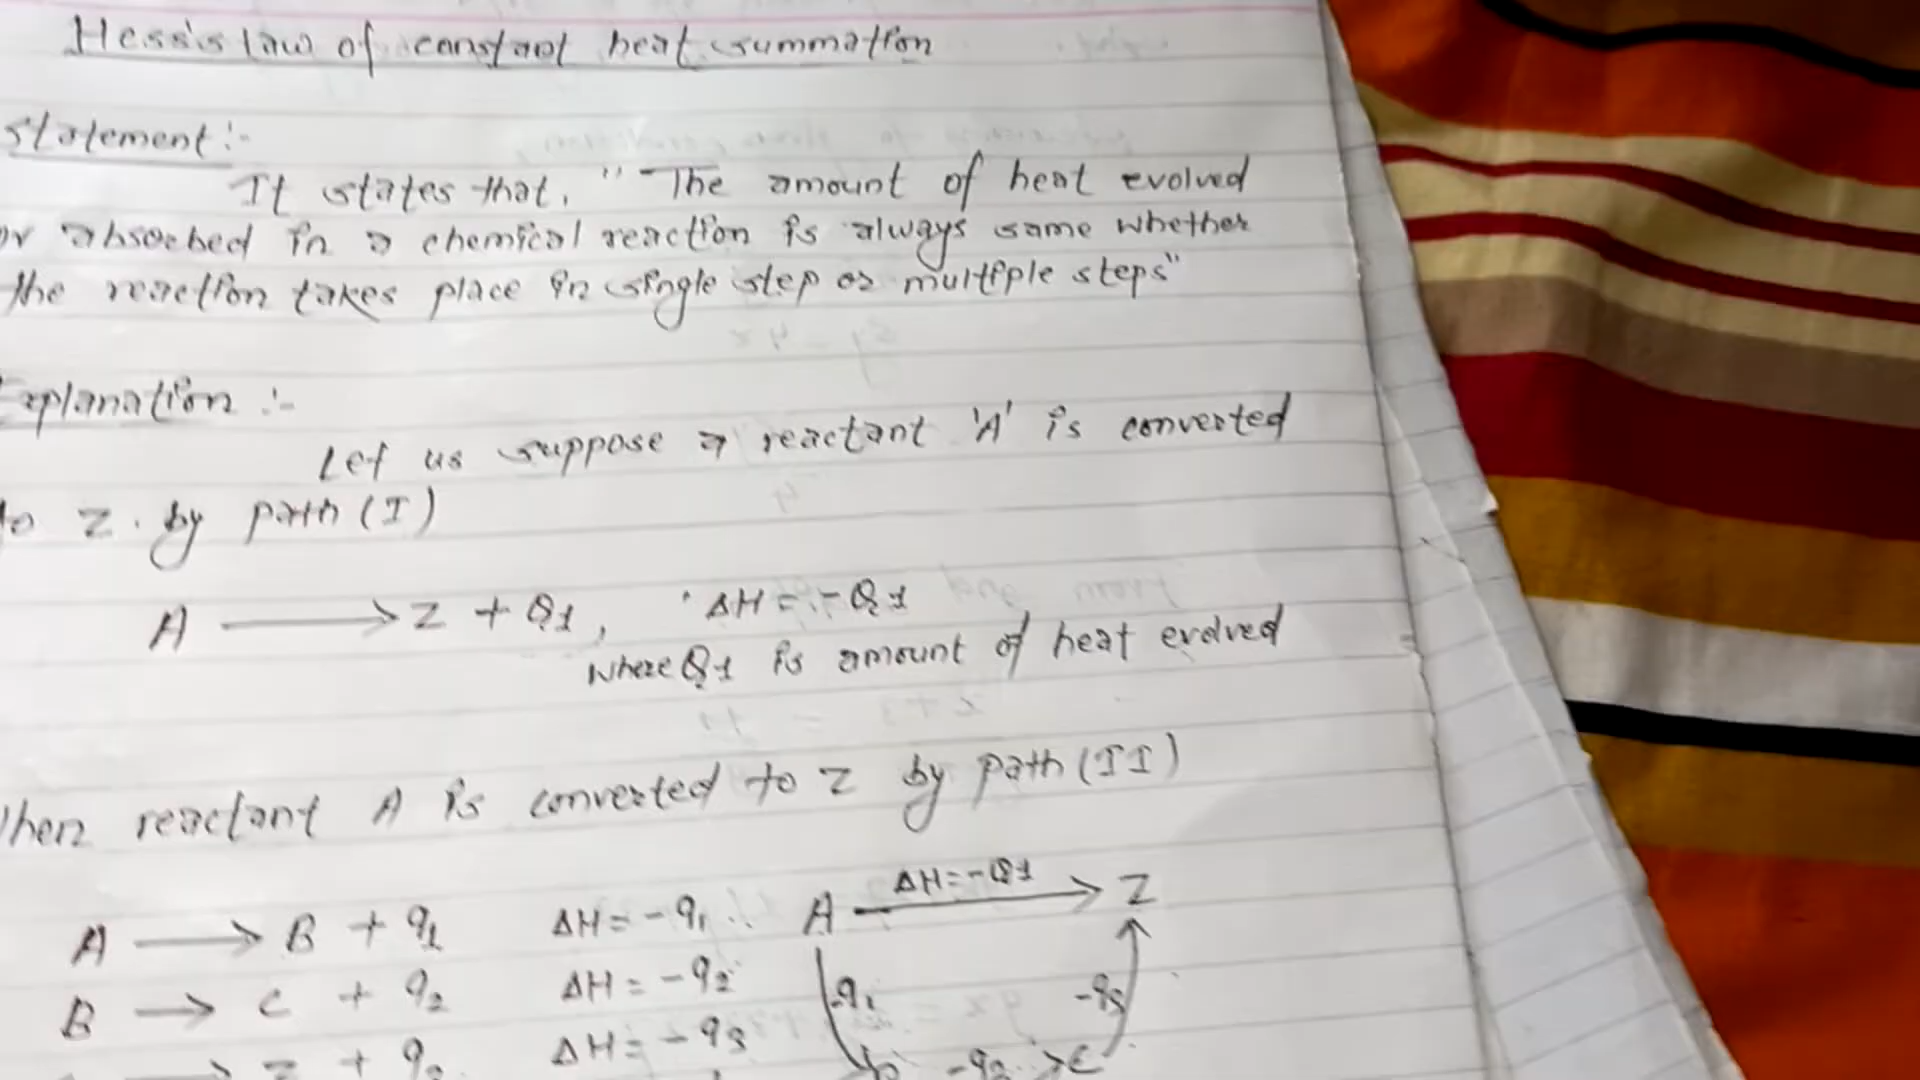 Hess's law of constant heat summation
Statement :-
It states that, " The amount of heat evolved
or absorbed in a chemical reaction is always same whether
the reaction takes place in single step or multiple steps"
Explanation :-
Let us suppose a reactant 'A' is converted
to Z. by path (I)
A ⟶ Z + Q1, ΔH = -Q1
where Q1 is amount of heat evolved
When reactant A is converted to Z by path (II)
A ⟶ B + q1 ΔH = -q1
B ⟶ C + q2 ΔH = -q2
⟶ Z + q3 ΔH = -q3
A ΔH=-Q1 ⟶ Z
-q1 -q3
B -q2 ⟶ C